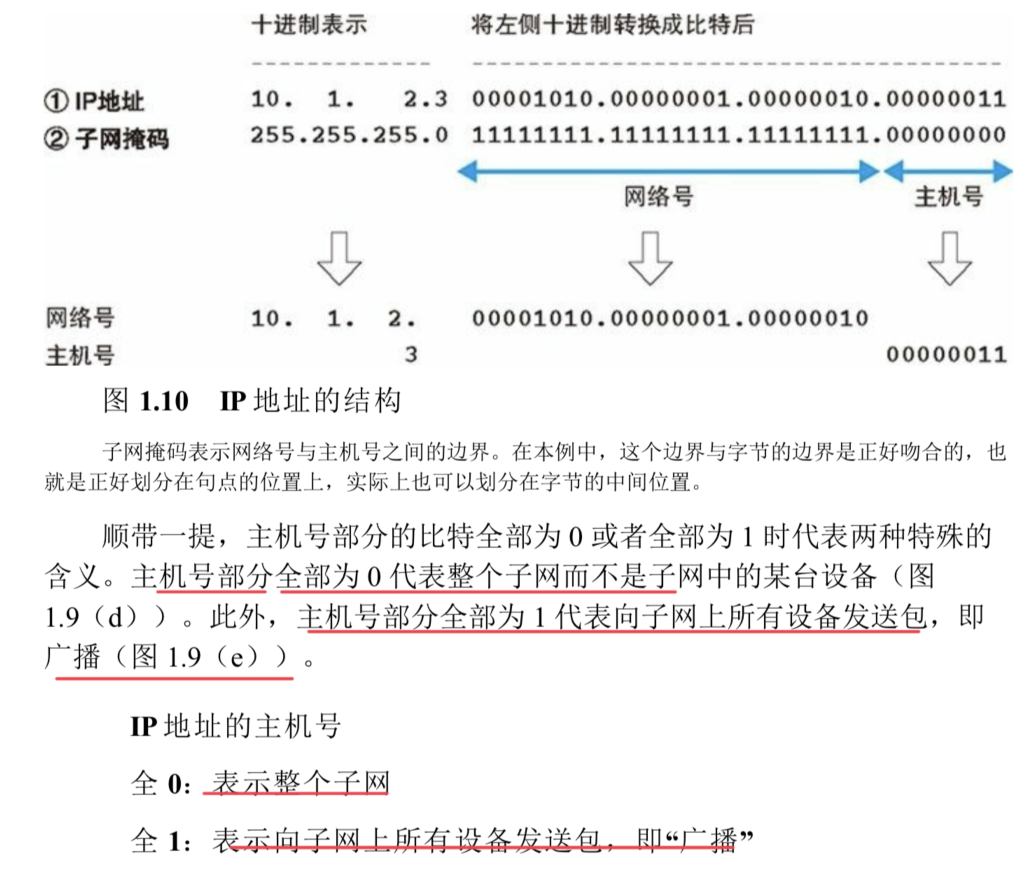 十进制表示 将左侧十进制转换成比特后
------------- -----------------------------------
① IP地址 10. 1. 2.3 00001010.00000001.00000010.00000011
② 子网掩码 255.255.255.0 11111111.11111111.11111111.00000000
网络号 主机号
网络号 10. 1. 2. 00001010.00000001.00000010
主机号 3 00000011
图 1.10 IP 地址的结构
子网掩码表示网络号与主机号之间的边界。在本例中，这个边界与字节的边界是正好吻合的，也
就是正好划分在句点的位置上，实际上也可以划分在字节的中间位置。
顺带一提，主机号部分的比特全部为 0 或者全部为 1 时代表两种特殊的
含义。主机号部分全部为 0 代表整个子网而不是子网中的某台设备（图
1.9（d））。此外，主机号部分全部为 1 代表向子网上所有设备发送包，即
广播（图 1.9（e））。
IP 地址的主机号
全 0：表示整个子网
全 1：表示向子网上所有设备发送包，即“广播”